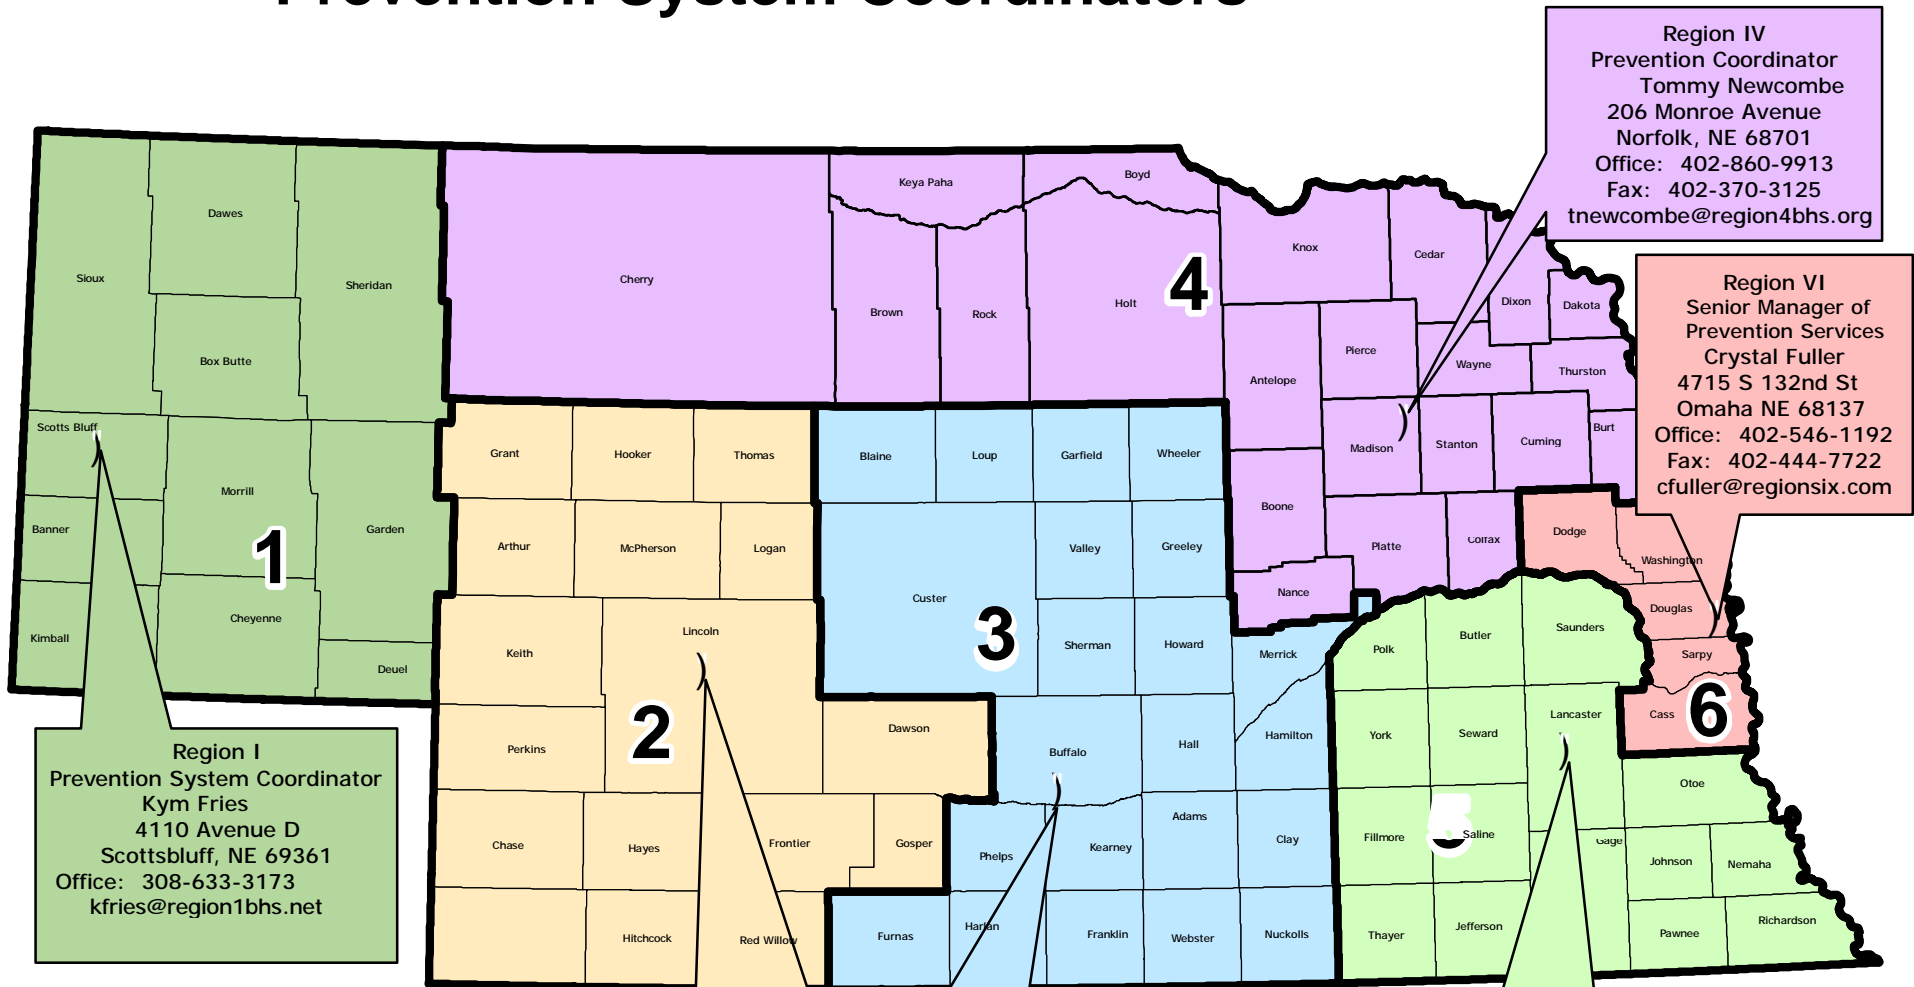 Prevention System Coordinators
Region IV
Prevention Coordinator
Tommy Newcombe
206 Monroe Avenue
Norfolk, NE 68701
Office: 402-860-9913
Fax: 402-370-3125
tnewcombe@region4bhs.org
Region VI
Senior Manager of
Prevention Services
Crystal Fuller
4715 S 132nd St
Omaha NE 68137
Office: 402-546-1192
Fax: 402-444-7722
cfuller@regionsix.com
Region I
Prevention System Coordinator
Kym Fries
4110 Avenue D
Scottsbluff, NE 69361
Office: 308-633-3173
kfries@region1bhs.net
Sioux
Dawes
Sheridan
Box Butte
Scotts Bluff
Morrill
Garden
Banner
1
Kimball
Cheyenne
Deuel
Cherry
Keya Paha
Boyd
Brown
Rock
Holt
4
Knox
Cedar
Dixon
Dakota
Antelope
Pierce
Wayne
Thurston
Madison
Stanton
Cuming
Burt
Boone
Platte
Colfax
Nance
Grant
Hooker
Thomas
Arthur
McPherson
Logan
Keith
Lincoln
Perkins
2
Dawson
Chase
Hayes
Frontier
Gosper
Hitchcock
Red Willow
Blaine
Loup
Garfield
Wheeler
Custer
Valley
Greeley
3
Sherman
Howard
Merrick
Buffalo
Hall
Hamilton
Phelps
Kearney
Adams
Clay
Furnas
Harlan
Franklin
Webster
Nuckolls
Polk
Butler
Saunders
York
Seward
Lancaster
Fillmore
5
Saline
Gage
Otoe
Johnson
Nemaha
Thayer
Jefferson
Pawnee
Richardson
Dodge
Washington
Douglas
Sarpy
Cass
6